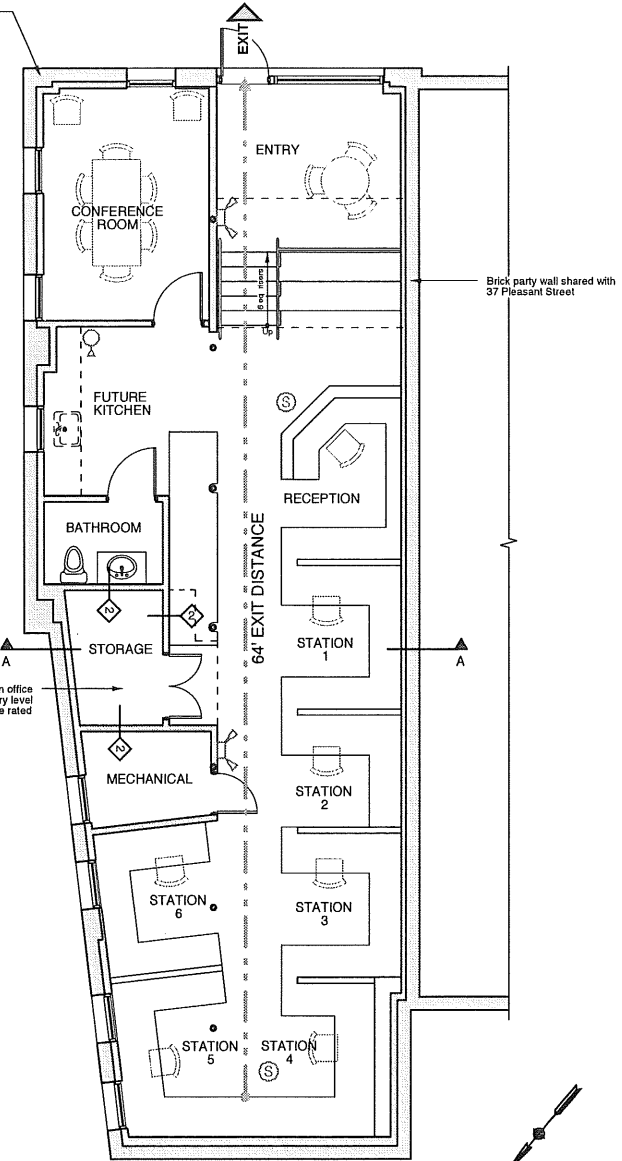 EXIT
ENTRY
CONFERENCE
ROOM
6 eq. risers
Up
Brick party wall shared with
37 Pleasant Street
FUTURE
KITCHEN
S
RECEPTION
BATHROOM
64' EXIT DISTANCE
2
2
STORAGE
STATION
1
A
A
n office
ry level
e rated
2
MECHANICAL
STATION
2
STATION
6
STATION
3
STATION
5
STATION
4
S